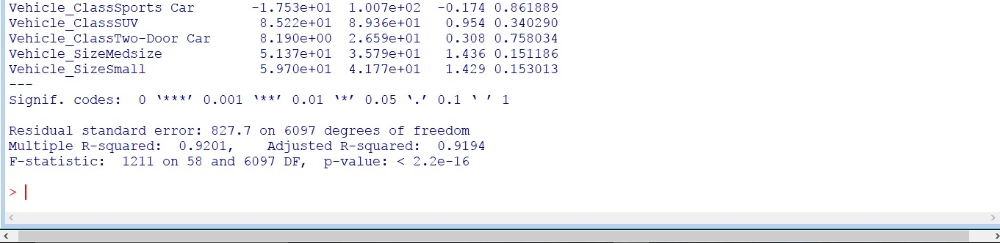 Vehicle_ClassSports Car -1.753e+01 1.007e+02 -0.174 0.861889
Vehicle_ClassSUV 8.522e+01 8.936e+01 0.954 0.340290
Vehicle_ClassTwo-Door Car 8.190e+00 2.659e+01 0.308 0.758034
Vehicle_SizeMedsize 5.137e+01 3.579e+01 1.436 0.151186
Vehicle_SizeSmall 5.970e+01 4.177e+01 1.429 0.153013
---
Signif. codes: 0 ‘***’ 0.001 ‘**’ 0.01 ‘*’ 0.05 ‘.’ 0.1 ‘ ’ 1
Residual standard error: 827.7 on 6097 degrees of freedom
Multiple R-squared: 0.9201, Adjusted R-squared: 0.9194
F-statistic: 1211 on 58 and 6097 DF, p-value: < 2.2e-16
>